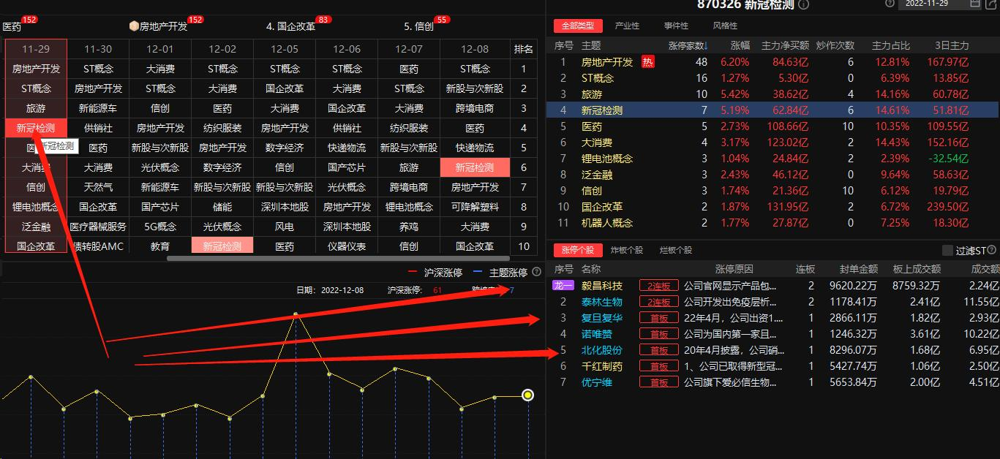 医药 152 房地产开发 152 4. 国企改革 83 5. 信创 55
11-29 11-30 12-01 12-02 12-05 12-06 12-07 12-08 排名
房地产开发 ST概念 大消费 ST概念 ST概念 ST概念 医药 ST概念 1
ST概念 房地产开发 ST概念 大消费 国企改革 大消费 ST概念 新股与次新股 2
旅游 新能源车 信创 医药 大消费 国企改革 大消费 跨境电商 3
新冠检测 供销社 房地产开发 纺织服装 房地产开发 供销社 纺织服装 医药 4
医 新冠检测 医药 新股与次新股 房地产开发 数字经济 快递物流 新股与次新股 快递物流 5
大消费 大消费 光伏概念 数字经济 信创 国产芯片 旅游 新冠检测 6
信创 天然气 新能源车 新股与次新股 新股与次新股 光伏概念 跨境电商 房地产开发 7
锂电池概念 国企改革 国产芯片 储能 深圳本地股 房地产开发 锂电池概念 可降解塑料 8
泛金融 医疗器械服务 5G概念 光伏概念 风电 深圳本地股 养鸡 大消费 9
国企改革 债转股AMC 教育 新冠检测 医药 仪器仪表 信创 国企改革 10
沪深涨停 主题涨停 ?
日期: 2022-12-08 沪深涨停: 61 7
870326 新冠检测 2022-11-29
全部类型 产业性 事件性 风格性
序号 主题 涨停家数↓ 涨幅 主力净买额 炒作次数 主力占比 3日主力
1 房地产开发 热 48 6.20% 84.63亿 6 12.81% 167.97亿
2 ST概念 16 1.27% 5.30亿 0 6.39% 13.85亿
3 旅游 10 5.42% 38.62亿 4 14.16% 60.78亿
4 新冠检测 7 5.19% 62.84亿 6 14.61% 51.81亿
5 医药 5 2.73% 108.66亿 10 10.35% 109.55亿
6 大消费 4 3.17% 123.02亿 2 14.43% 152.16亿
7 锂电池概念 3 1.04% 24.84亿 2 2.39% -32.54亿
8 泛金融 3 2.43% 46.12亿 0 9.64% 58.63亿
9 信创 3 1.74% 21.36亿 10 6.12% 19.79亿
10 国企改革 2 1.87% 131.95亿 2 6.72% 239.50亿
11 机器人概念 2 1.77% 27.87亿 0 7.25% 18.30亿
涨停个股 炸板个股 烂板个股 过滤ST ?
序号 名称 涨停原因 连板 封单金额 板上成交额 成交额
龙一 毅昌科技 2连板 公司官网显示产品包... 2 9620.22万 8759.32万 2.24亿
2 泰林生物 2连板 公司开发出免疫层析... 2 1178.41万 2.41亿 11.55亿
3 复旦复华 首板 22年4月，公司出资1.... 1 2866.11万 1.82亿 2.93亿
4 诺唯赞 首板 公司为国内第一家且... 1 1246.32万 3.61亿 10.22亿
5 北化股份 首板 20年4月披露，公司硝... 1 8296.07万 1.68亿 6.95亿
6 千红制药 首板 1、公司已取得新型冠... 1 5427.74万 1.06亿 2.50亿
7 优宁维 首板 公司旗下爱必信生物... 1 5653.84万 2.00亿 4.51亿